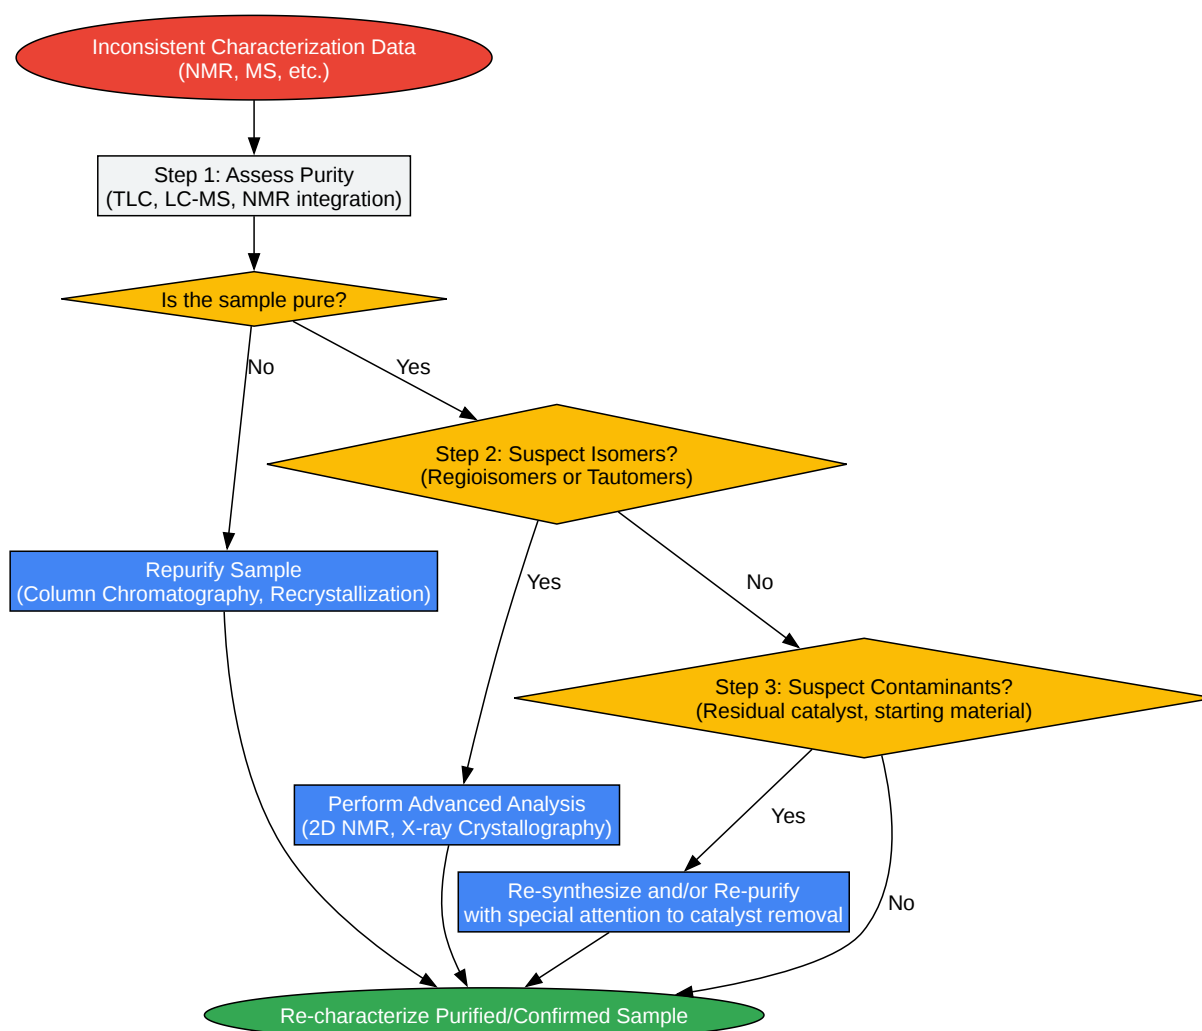 Inconsistent Characterization Data
(NMR, MS, etc.)
Step 1: Assess Purity
(TLC, LC-MS, NMR integration)
Is the sample pure?
No
Yes
Step 2: Suspect Isomers?
(Regioisomers or Tautomers)
Repurify Sample
(Column Chromatography, Recrystallization)
Yes
No
Step 3: Suspect Contaminants?
(Residual catalyst, starting material)
Perform Advanced Analysis
(2D NMR, X-ray Crystallography)
Yes
Re-synthesize and/or Re-purify
with special attention to catalyst removal
No
Re-characterize Purified/Confirmed Sample